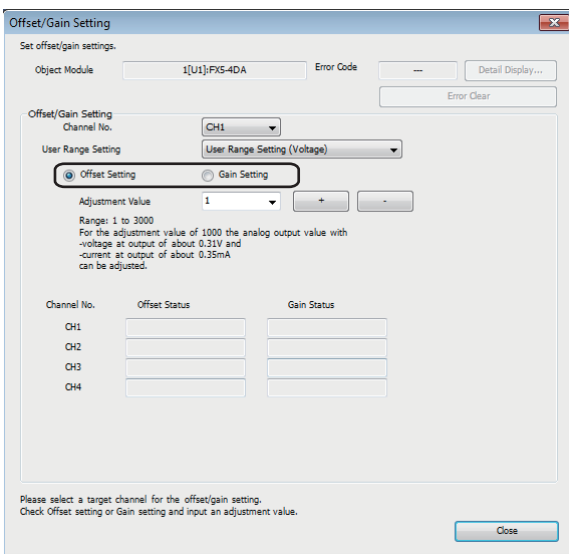 Offset/Gain Setting
Set offset/gain settings.
Object Module 1[U1]:FX5-4DA Error Code --- Detail Display...
Error Clear
Offset/Gain Setting
Channel No. CH1
User Range Setting User Range Setting (Voltage)
Offset Setting Gain Setting
Adjustment Value 1 + -
Range: 1 to 3000
For the adjustment value of 1000 the analog output value with
-voltage at output of about 0.31V and
-current at output of about 0.35mA
can be adjusted.
Channel No. Offset Status Gain Status
CH1
CH2
CH3
CH4
Please select a target channel for the offset/gain setting.
Check Offset setting or Gain setting and input an adjustment value.
Close